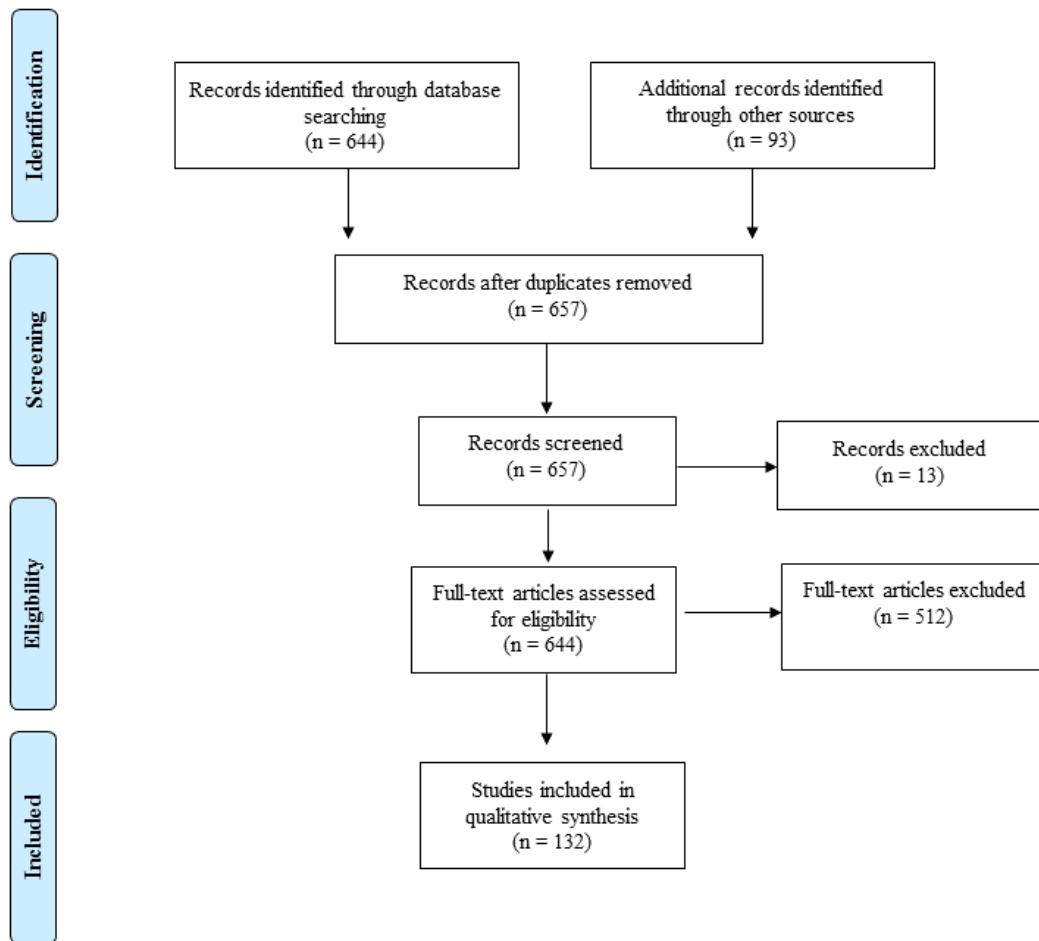 Identification
Records identified through database
searching
(n = 644)
Additional records identified
through other sources
(n = 93)
Screening
Records after duplicates removed
(n = 657)
Records screened
(n = 657)
Records excluded
(n = 13)
Eligibility
Full-text articles assessed
for eligibility
(n = 644)
Full-text articles excluded
(n = 512)
Included
Studies included in
qualitative synthesis
(n = 132)